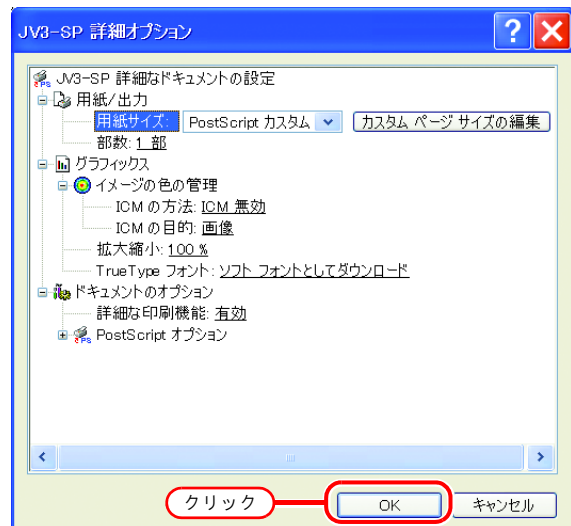 JV3-SP 詳細オプション
JV3-SP 詳細なドキュメントの設定
用紙/出力
用紙サイズ: PostScript カスタム カスタム ページ サイズの編集
部数: 1 部
グラフィックス
イメージの色の管理
ICM の方法: ICM 無効
ICM の目的: 画像
拡大縮小: 100 %
TrueType フォント: ソフト フォントとしてダウンロード
ドキュメントのオプション
詳細な印刷機能: 有効
PostScript オプション
クリック OK キャンセル